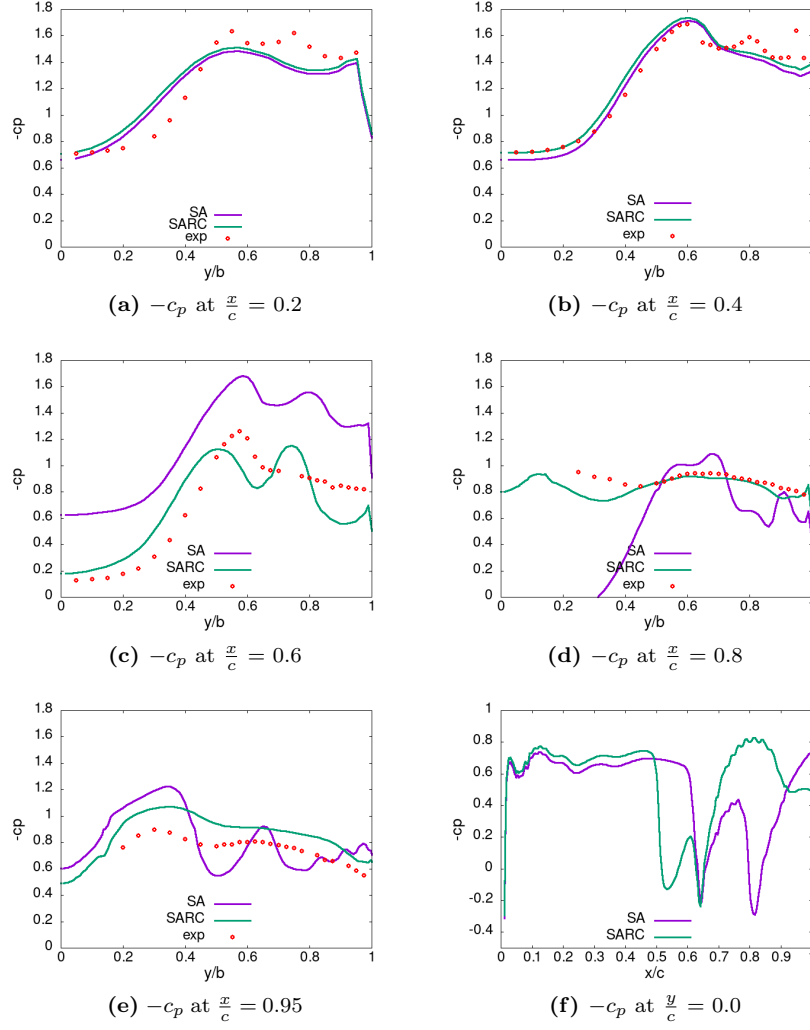 1.8
1.6
1.4
1.2
1
0.8
0.6
0.4
0.2
0
-cp
SA
SARC
exp
0 0.2 0.4 0.6 0.8 1
y/b
(a) −c_p at x/c = 0.2
1.8
1.6
1.4
1.2
1
0.8
0.6
0.4
0.2
0
-cp
SA
SARC
exp
0 0.2 0.4 0.6 0.8 1
y/b
(b) −c_p at x/c = 0.4
1.8
1.6
1.4
1.2
1
0.8
0.6
0.4
0.2
0
-cp
SA
SARC
exp
0 0.2 0.4 0.6 0.8 1
y/b
(c) −c_p at x/c = 0.6
1.8
1.6
1.4
1.2
1
0.8
0.6
0.4
0.2
0
-cp
SA
SARC
exp
0 0.2 0.4 0.6 0.8 1
y/b
(d) −c_p at x/c = 0.8
1.8
1.6
1.4
1.2
1
0.8
0.6
0.4
0.2
0
-cp
SA
SARC
exp
0 0.2 0.4 0.6 0.8 1
y/b
(e) −c_p at x/c = 0.95
1
0.8
0.6
0.4
0.2
0
-0.2
-0.4
-cp
SA
SARC
0 0.1 0.2 0.3 0.4 0.5 0.6 0.7 0.8 0.9 1
x/c
(f) −c_p at y/c = 0.0